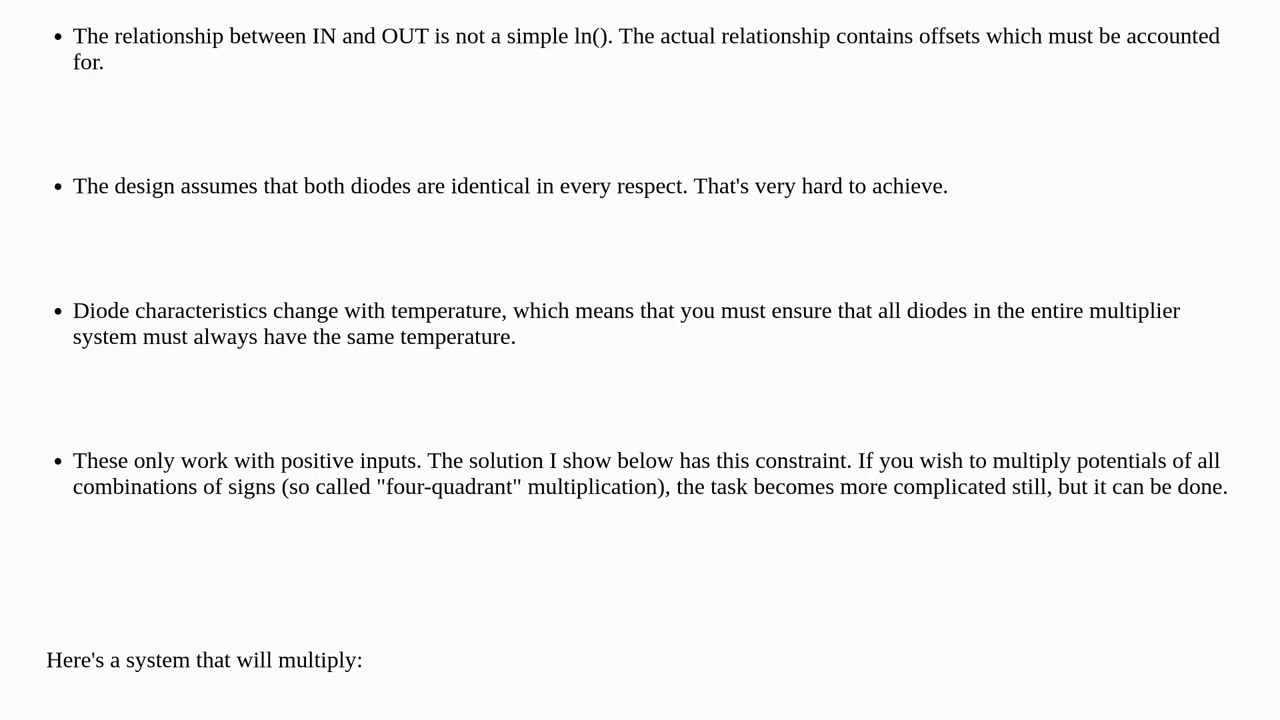 The relationship between IN and OUT is not a simple ln(). The actual relationship contains offsets which must be accounted
for.
The design assumes that both diodes are identical in every respect. That's very hard to achieve.
Diode characteristics change with temperature, which means that you must ensure that all diodes in the entire multiplier
system must always have the same temperature.
These only work with positive inputs. The solution I show below has this constraint. If you wish to multiply potentials of all
combinations of signs (so called "four-quadrant" multiplication), the task becomes more complicated still, but it can be done.
Here's a system that will multiply: